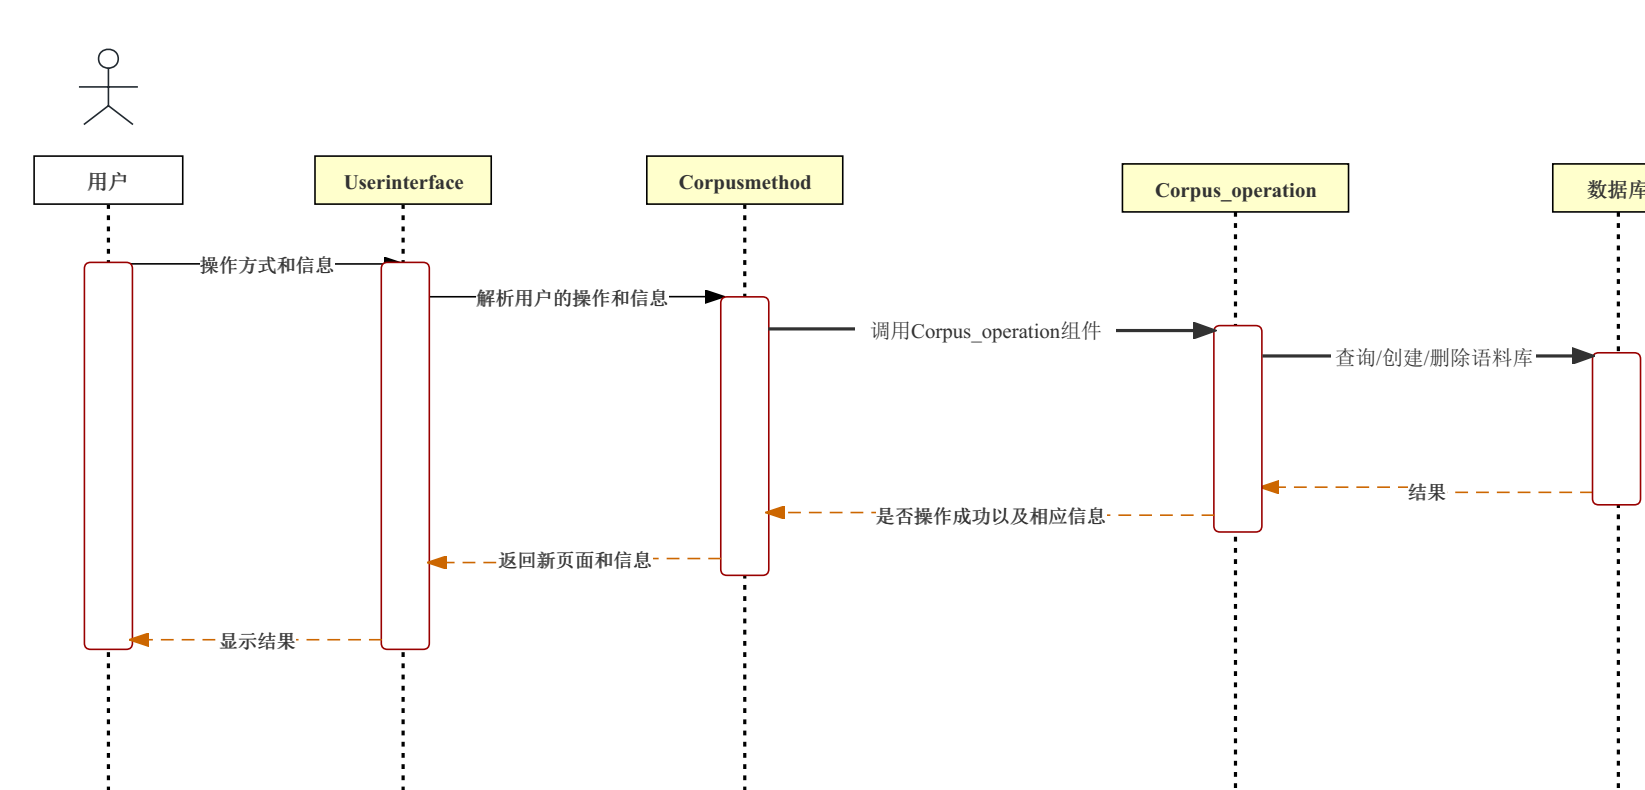 用户
Userinterface
Corpusmethod
Corpus_operation
数据库
操作方式和信息
解析用户的操作和信息
调用Corpus_operation组件
查询/创建/删除语料库
结果
是否操作成功以及相应信息
返回新页面和信息
显示结果